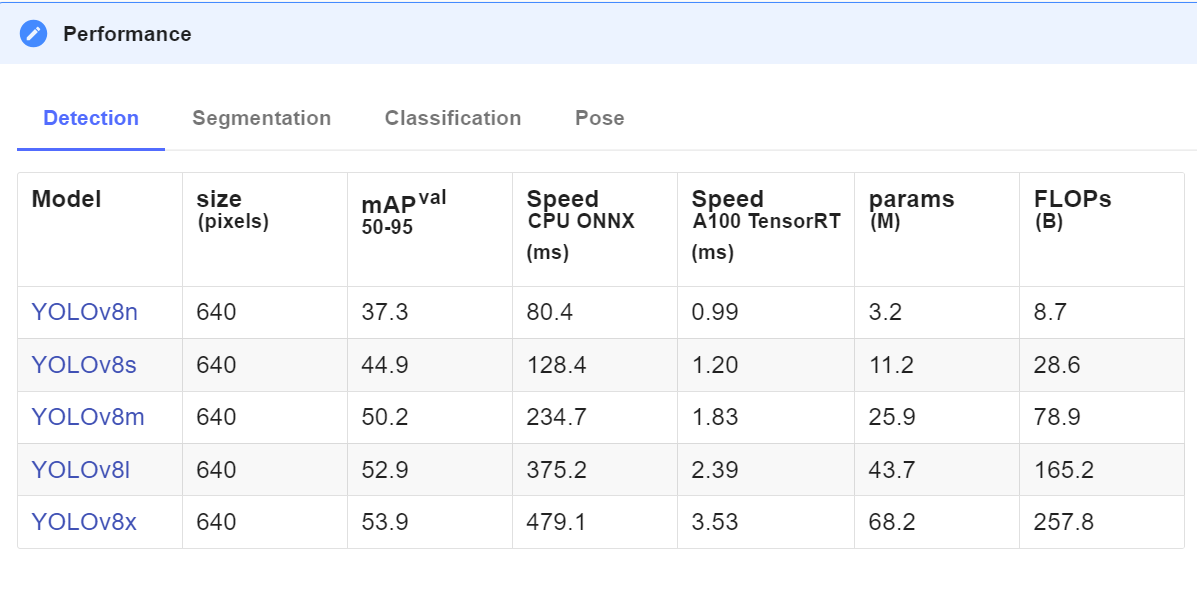 Performance
Detection Segmentation Classification Pose
Model size (pixels) mAPval 50-95 Speed CPU ONNX (ms) Speed A100 TensorRT (ms) params (M) FLOPs (B)
YOLOv8n 640 37.3 80.4 0.99 3.2 8.7
YOLOv8s 640 44.9 128.4 1.20 11.2 28.6
YOLOv8m 640 50.2 234.7 1.83 25.9 78.9
YOLOv8l 640 52.9 375.2 2.39 43.7 165.2
YOLOv8x 640 53.9 479.1 3.53 68.2 257.8